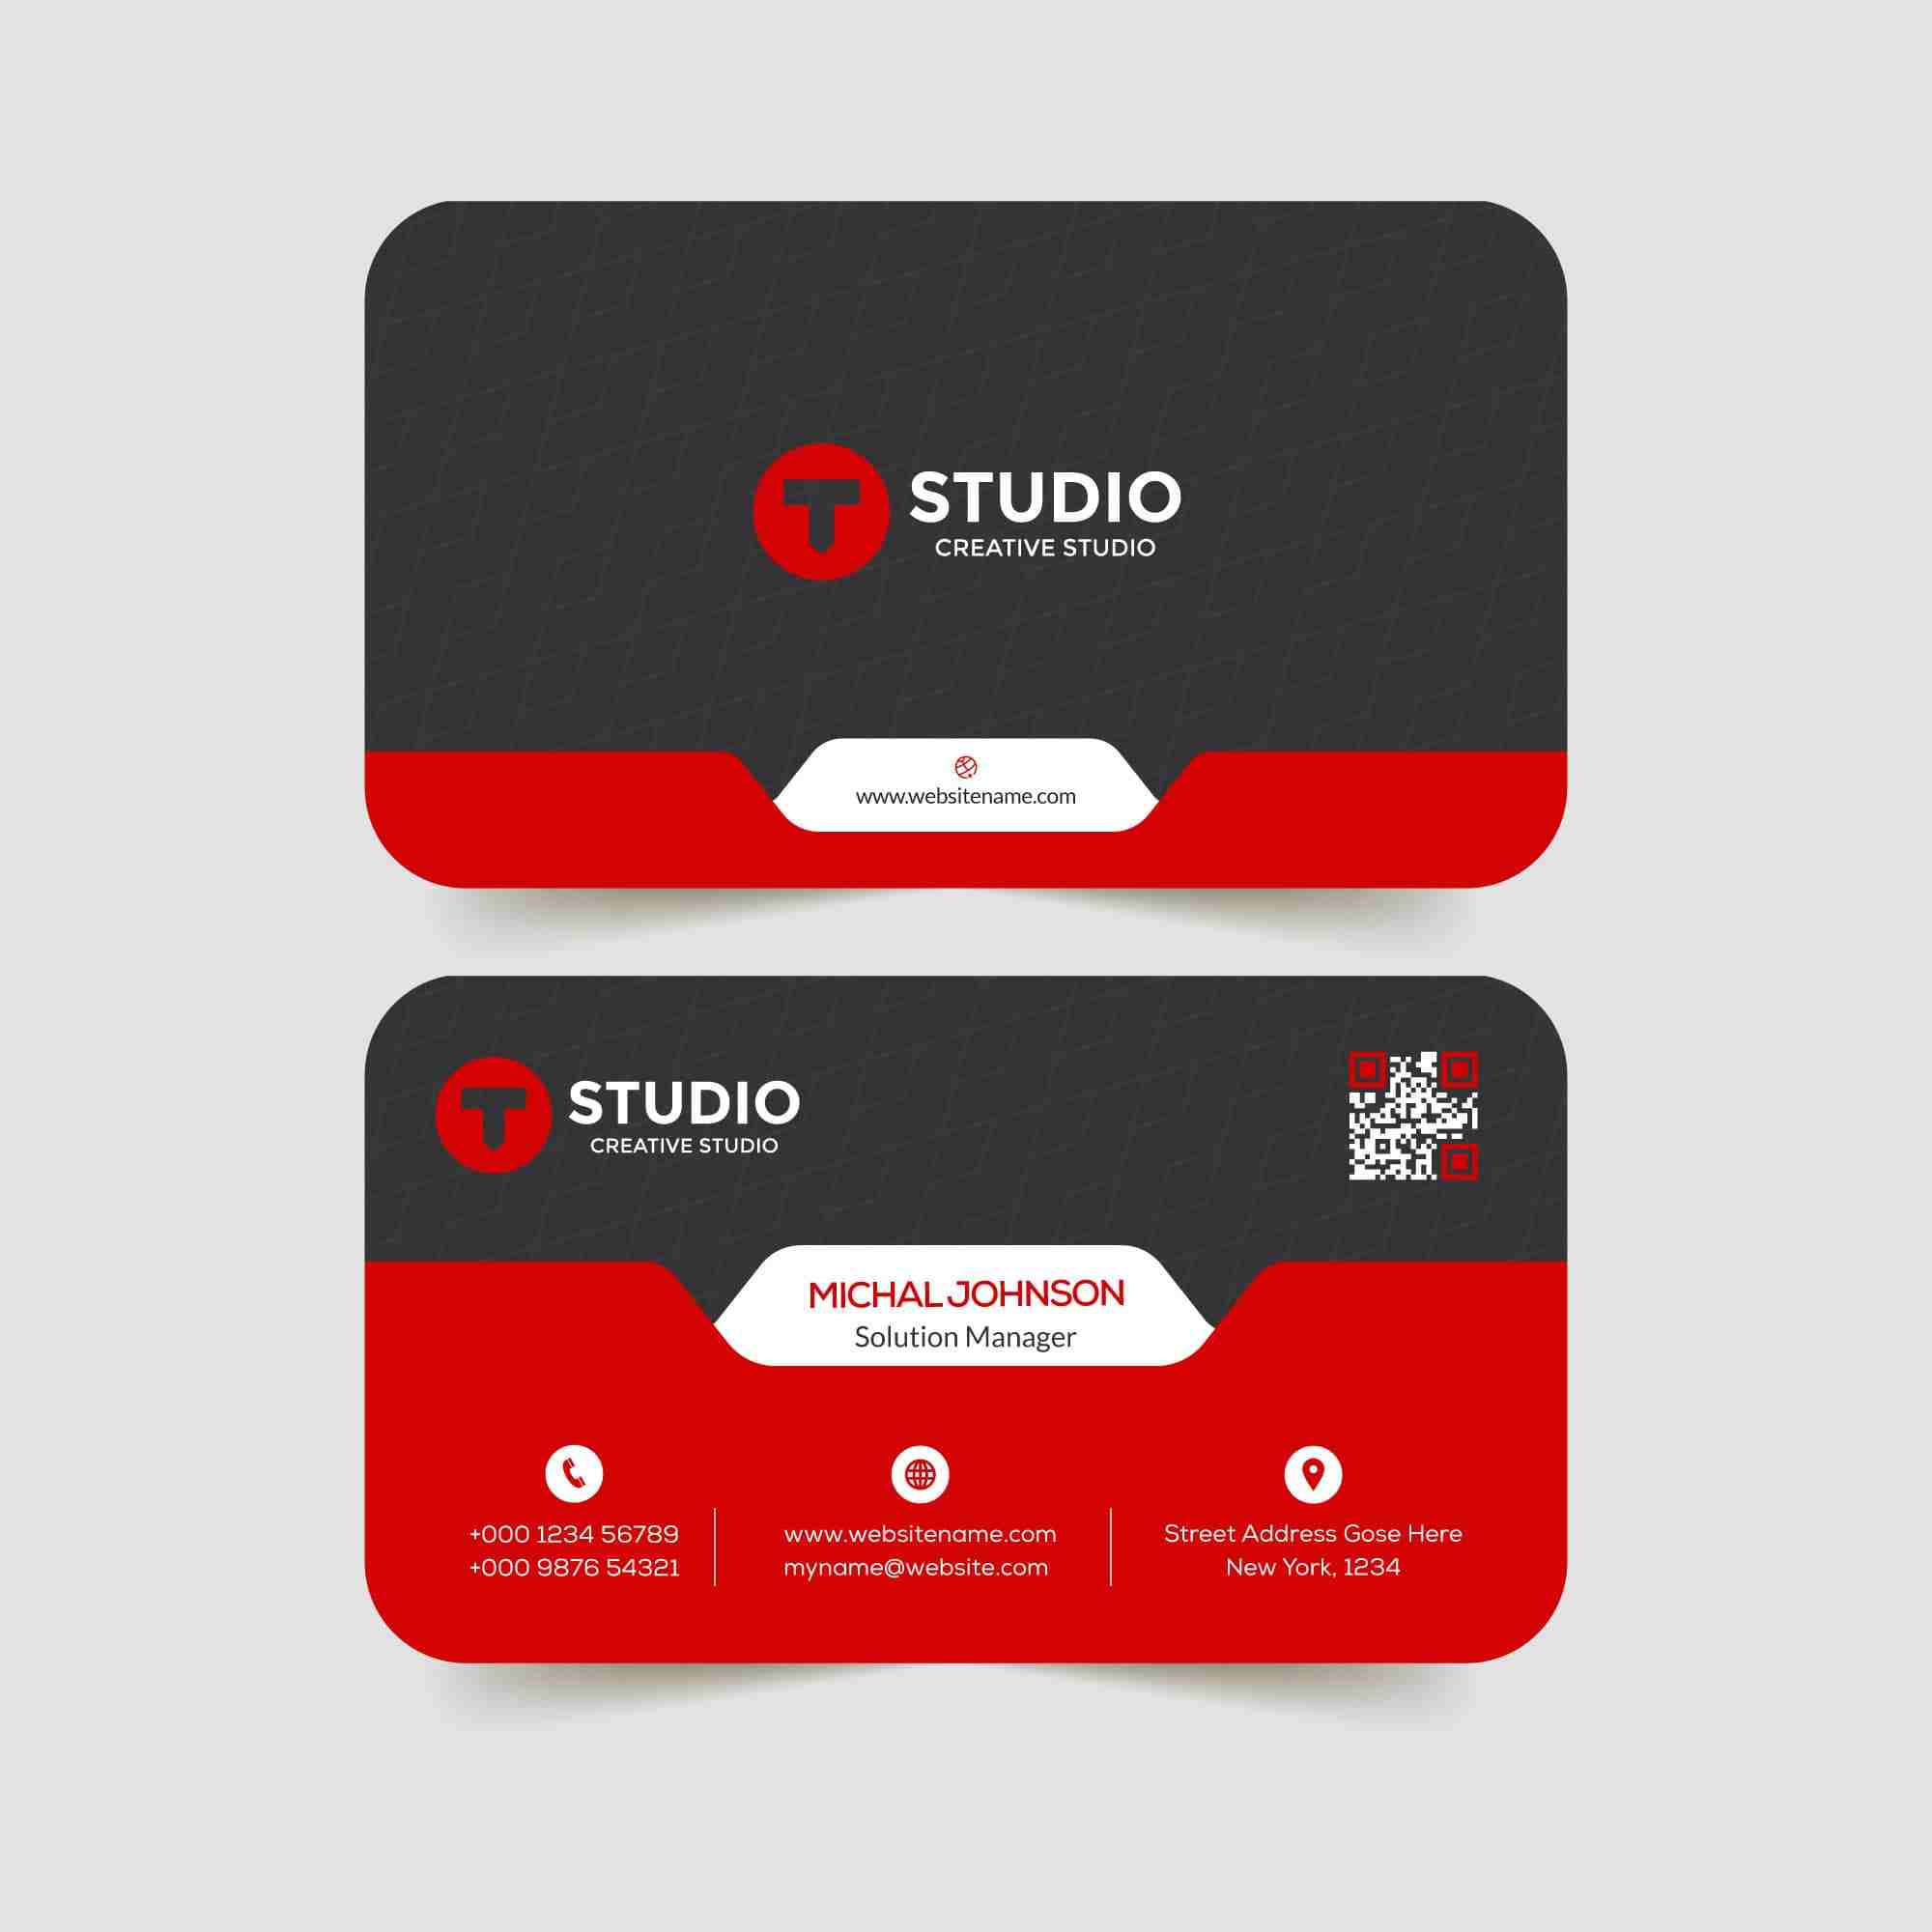 T
STUDIO
CREATIVE STUDIO
www.websitename.com
T
STUDIO
CREATIVE STUDIO
MICHAL JOHNSON
Solution Manager
+000 1234 56789
+000 9876 54321
www.websitename.com
myname@website.com
Street Address Gose Here
New York, 1234